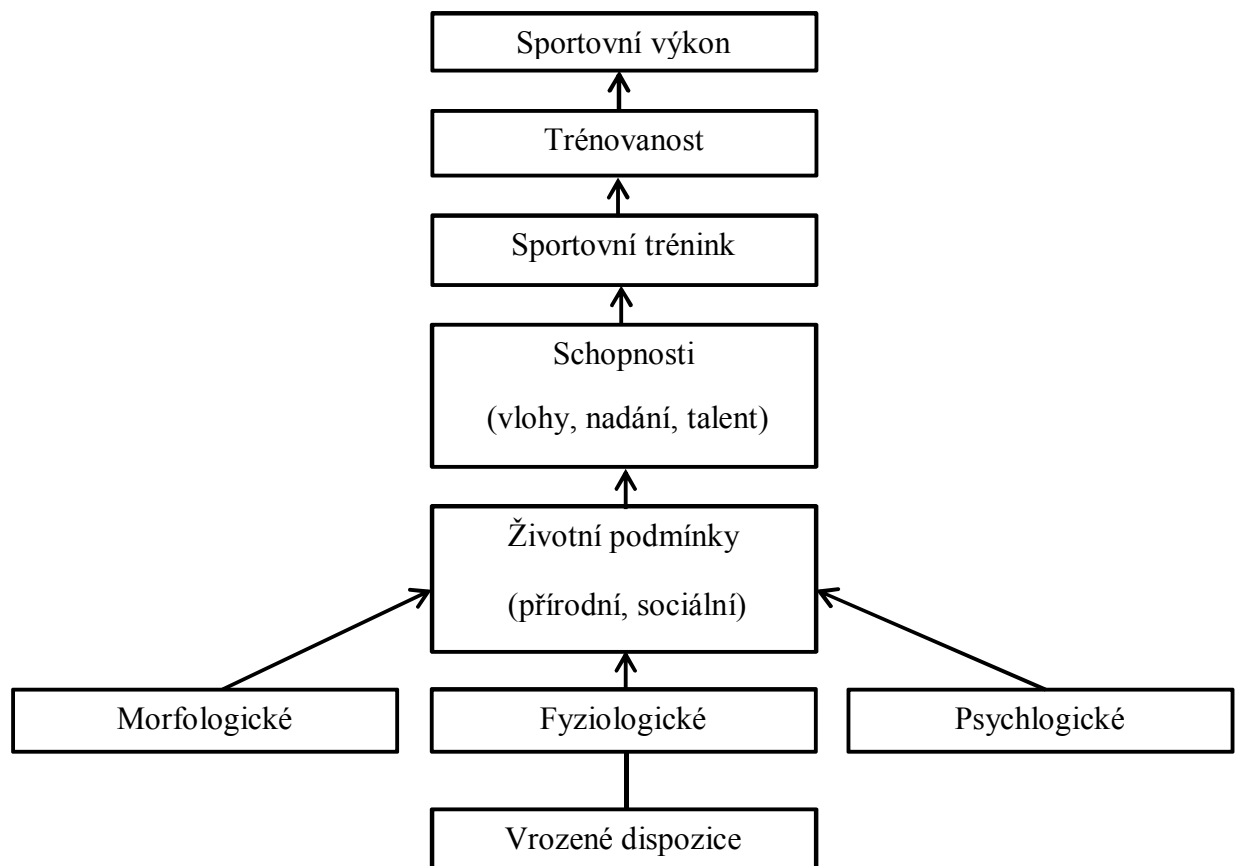 Sportovní výkon
Trénovanost
Sportovní trénink
Schopnosti
(vlohy, nadání, talent)
Životní podmínky
(přírodní, sociální)
Morfologické
Fyziologické
Psychlogické
Vrozené dispozice